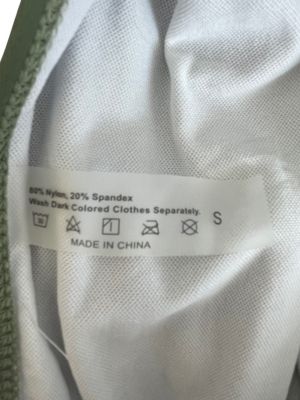 80% Nylon, 20% Spandex
Wash Dark Colored Clothes Separately.
S
MADE IN CHINA